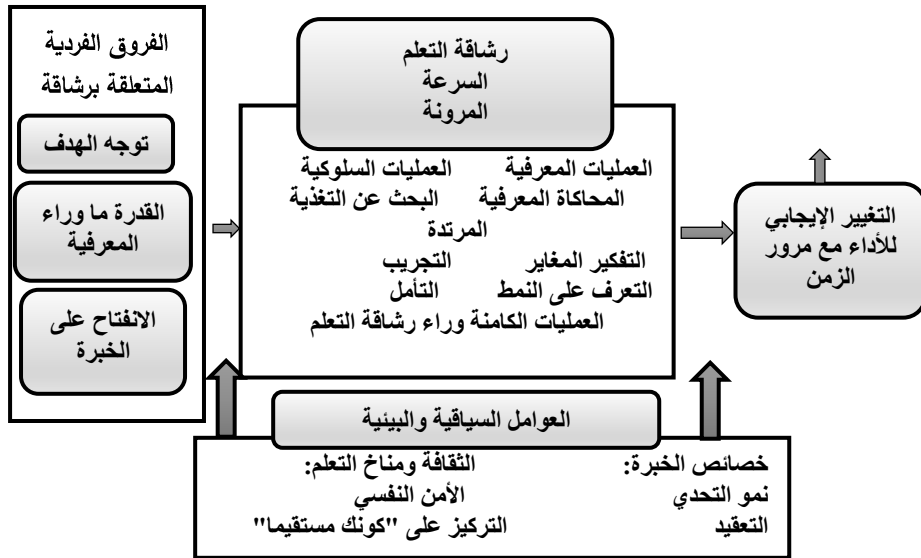 الفروق الفردية
المتعلقة برشاقة
توجه الهدف
القدرة ما وراء
المعرفية
الانفتاح على
الخبرة
رشاقة التعلم
السرعة
المرونة
العمليات المعرفية العمليات السلوكية
المحاكاة المعرفية البحث عن التغذية
المرتدة
التفكير المغاير التجريب
التعرف على النمط التأمل
العمليات الكامنة وراء رشاقة التعلم
التغيير الإيجابي
للأداء مع مرور
الزمن
العوامل السياقية والبيئية
خصائص الخبرة: الثقافة ومناخ التعلم:
نمو التحدي الأمن النفسي
التعقيد التركيز على "كونك مستقيما"